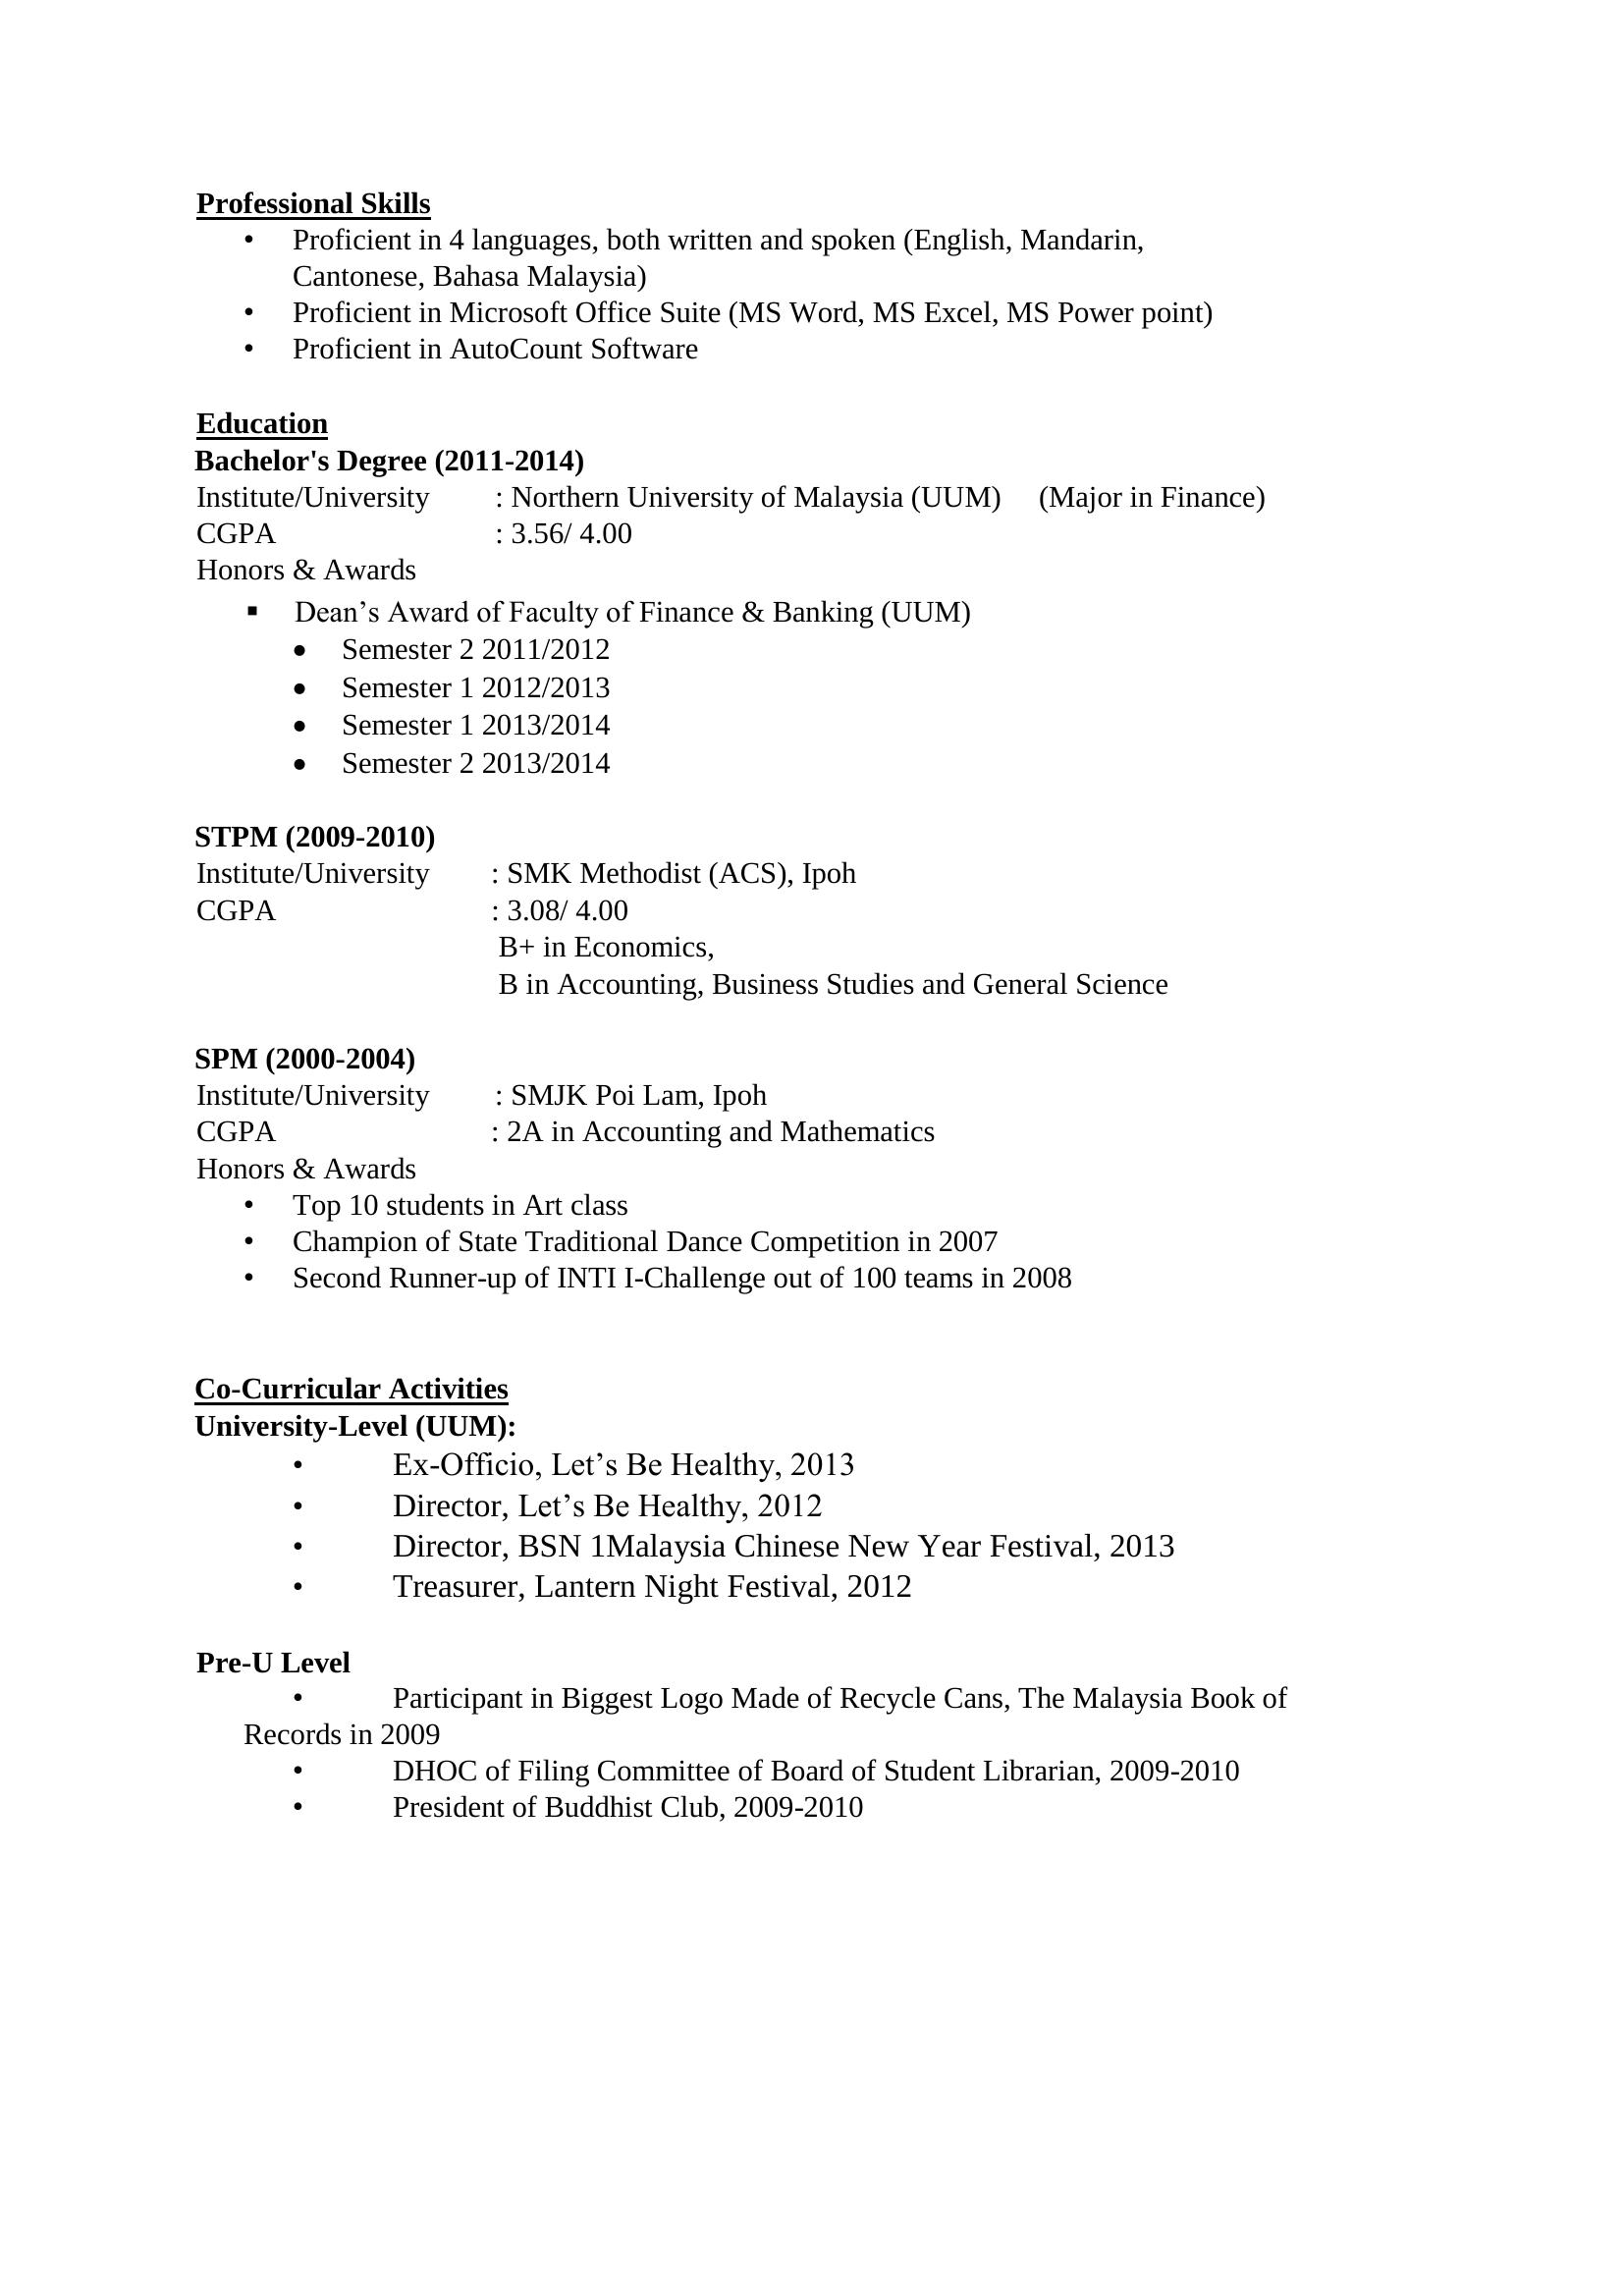 Professional Skills
• Proficient in 4 languages, both written and spoken (English, Mandarin,
Cantonese, Bahasa Malaysia)
• Proficient in Microsoft Office Suite (MS Word, MS Excel, MS Power point)
• Proficient in AutoCount Software
Education
Bachelor's Degree (2011-2014)
Institute/University : Northern University of Malaysia (UUM) (Major in Finance)
CGPA : 3.56/ 4.00
Honors & Awards
▪ Dean’s Award of Faculty of Finance & Banking (UUM)
• Semester 2 2011/2012
• Semester 1 2012/2013
• Semester 1 2013/2014
• Semester 2 2013/2014
STPM (2009-2010)
Institute/University : SMK Methodist (ACS), Ipoh
CGPA : 3.08/ 4.00
B+ in Economics,
B in Accounting, Business Studies and General Science
SPM (2000-2004)
Institute/University : SMJK Poi Lam, Ipoh
CGPA : 2A in Accounting and Mathematics
Honors & Awards
• Top 10 students in Art class
• Champion of State Traditional Dance Competition in 2007
• Second Runner-up of INTI I-Challenge out of 100 teams in 2008
Co-Curricular Activities
University-Level (UUM):
• Ex-Officio, Let’s Be Healthy, 2013
• Director, Let’s Be Healthy, 2012
• Director, BSN 1Malaysia Chinese New Year Festival, 2013
• Treasurer, Lantern Night Festival, 2012
Pre-U Level
• Participant in Biggest Logo Made of Recycle Cans, The Malaysia Book of
Records in 2009
• DHOC of Filing Committee of Board of Student Librarian, 2009-2010
• President of Buddhist Club, 2009-2010